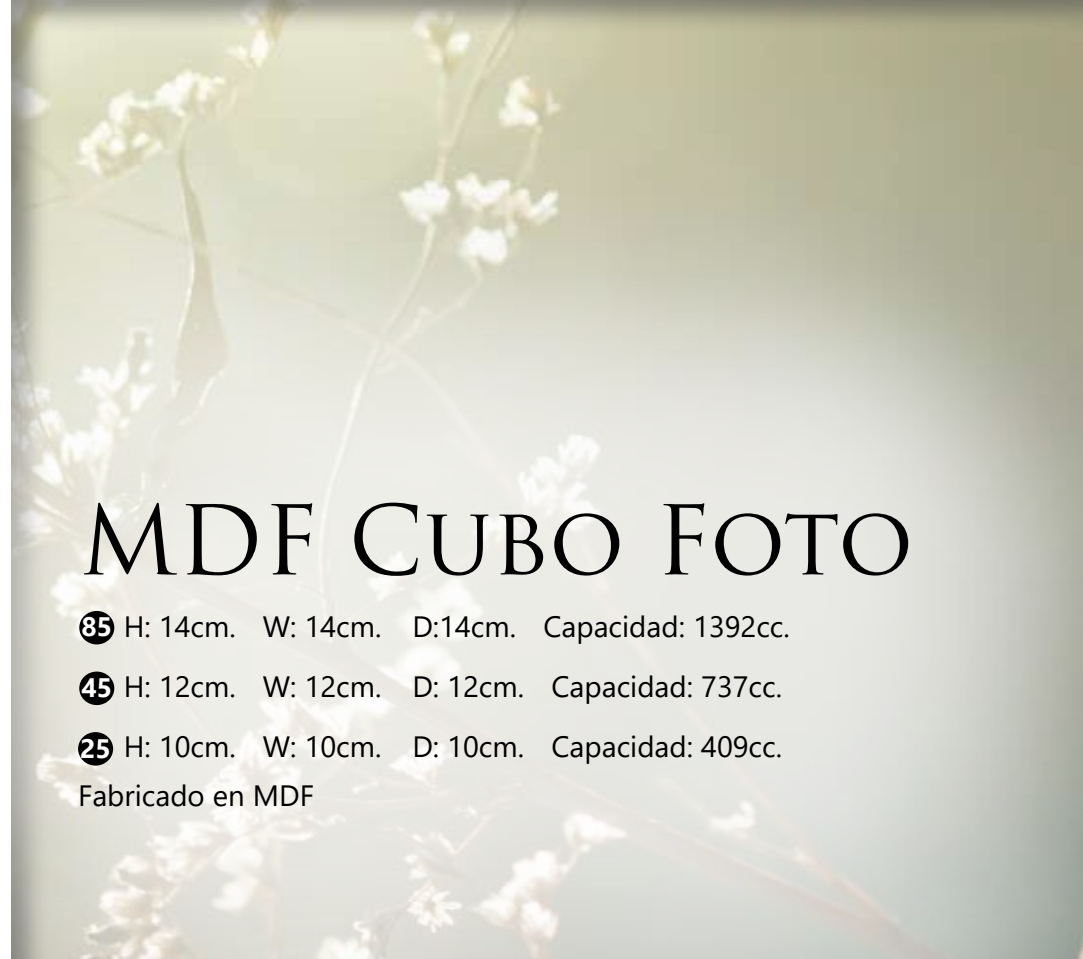 MDF Cubo Foto
85 H: 14cm. W: 14cm. D:14cm. Capacidad: 1392cc.
45 H: 12cm. W: 12cm. D: 12cm. Capacidad: 737cc.
25 H: 10cm. W: 10cm. D: 10cm. Capacidad: 409cc.
Fabricado en MDF